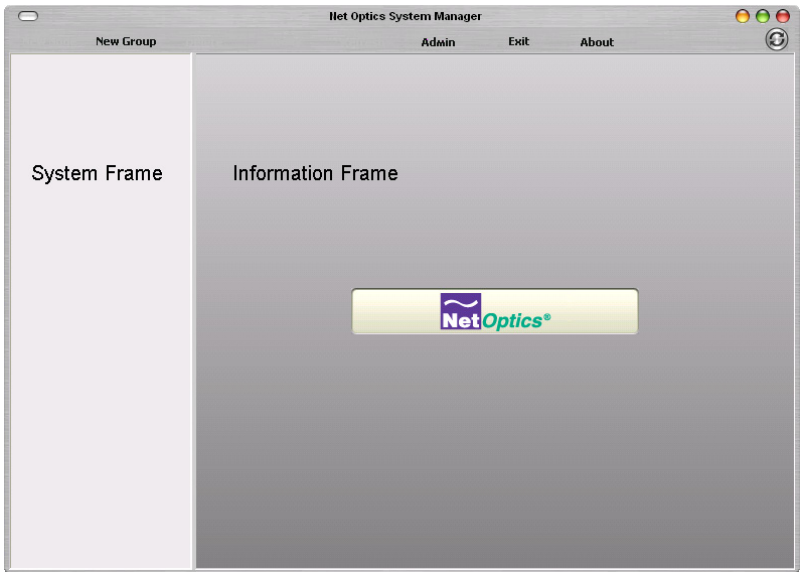 Net Optics System Manager
New Group Admin Exit About
System Frame Information Frame
Net Optics®